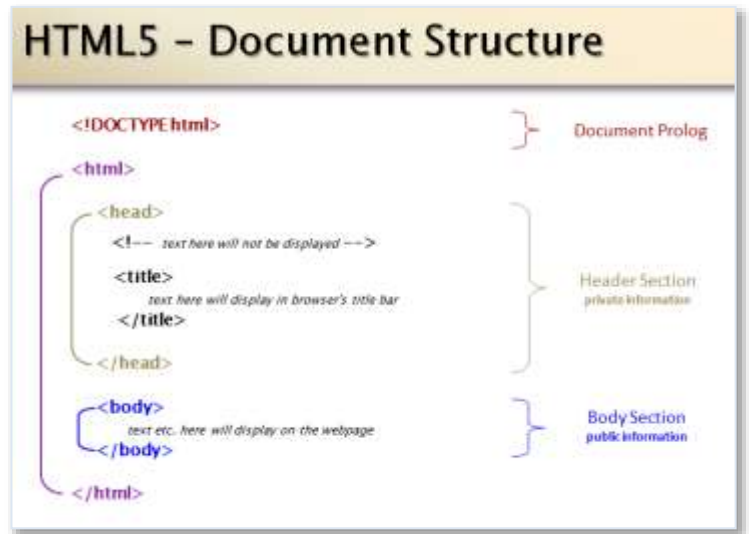 HTML5 – Document Structure
<!DOCTYPE html>
Document Prolog
<html>
<head>
<!-- text here will not be displayed -->
<title>
text here will display in browser's title bar
</title>
</head>
Header Section
private information
<body>
text etc. here will display on the webpage
</body>
Body Section
public information
</html>